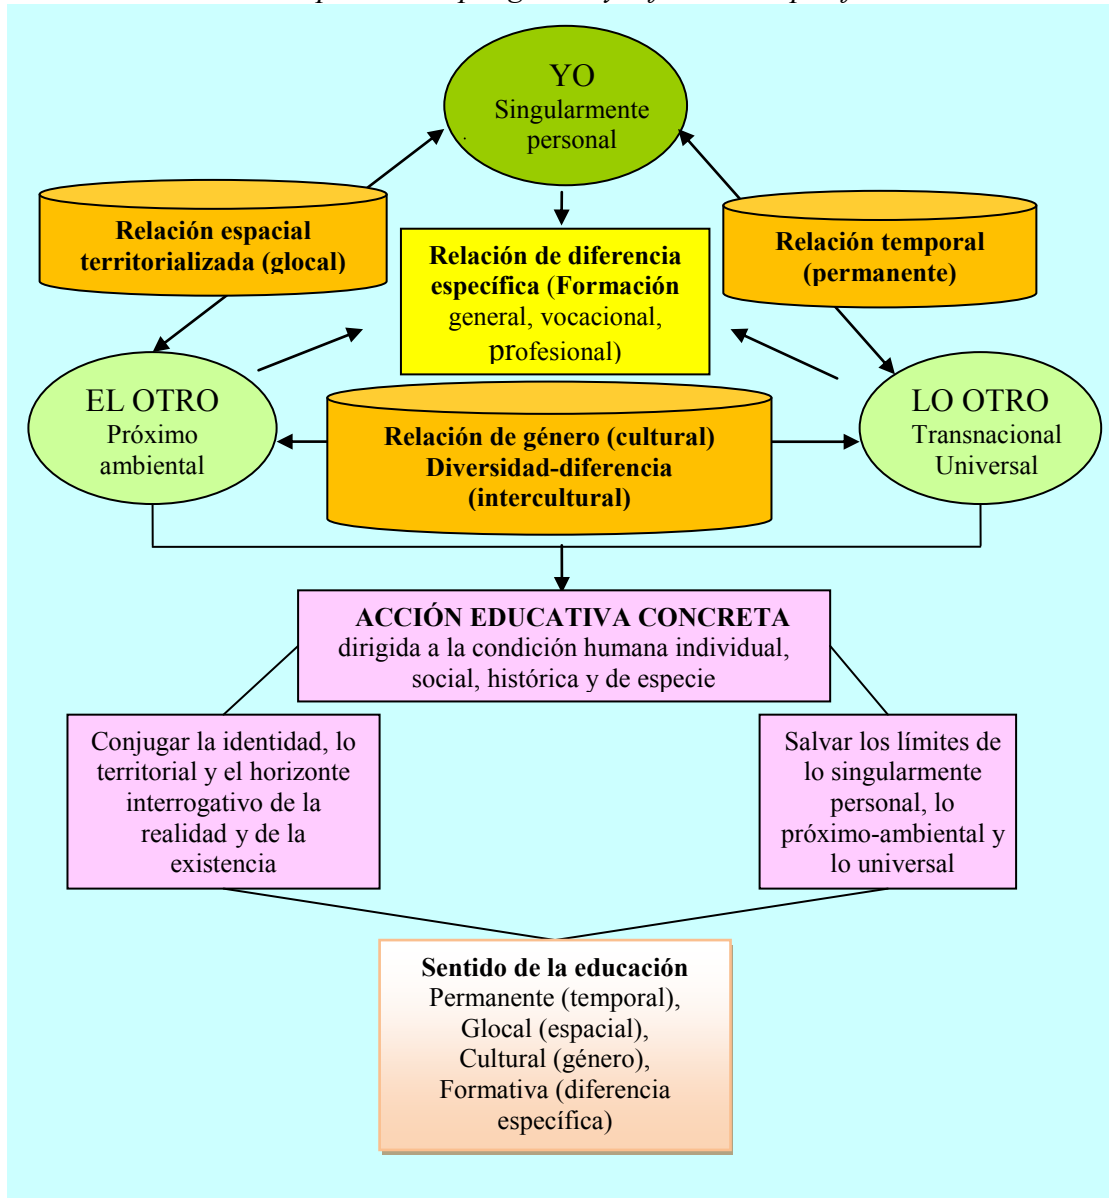 YO
Singularmente
personal
Relación espacial
territorializada (glocal)
Relación temporal
(permanente)
Relación de diferencia
específica (Formación
general, vocacional,
profesional)
EL OTRO
Próximo
ambiental
LO OTRO
Transnacional
Universal
Relación de género (cultural)
Diversidad-diferencia
(intercultural)
ACCIÓN EDUCATIVA CONCRETA
dirigida a la condición humana individual,
social, histórica y de especie
Conjugar la identidad, lo
territorial y el horizonte
interrogativo de la
realidad y de la
existencia
Salvar los límites de
lo singularmente
personal, lo
próximo-ambiental y
lo universal
Sentido de la educación
Permanente (temporal),
Glocal (espacial),
Cultural (género),
Formativa (diferencia
específica)